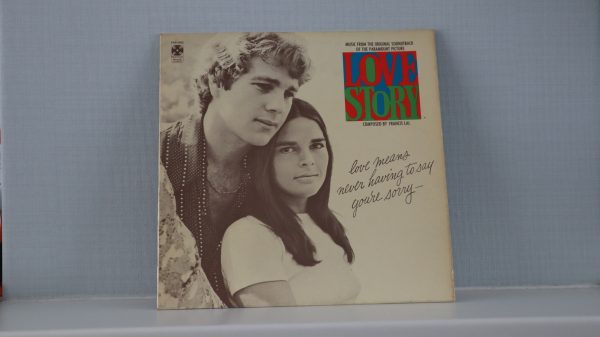 MUSIC FROM THE ORIGINAL SOUNDTRACK
OF THE PARAMOUNT PICTURE
LOVE
STORY
COMPOSED BY FRANCIS LAI
love means
never having to say
you're sorry—